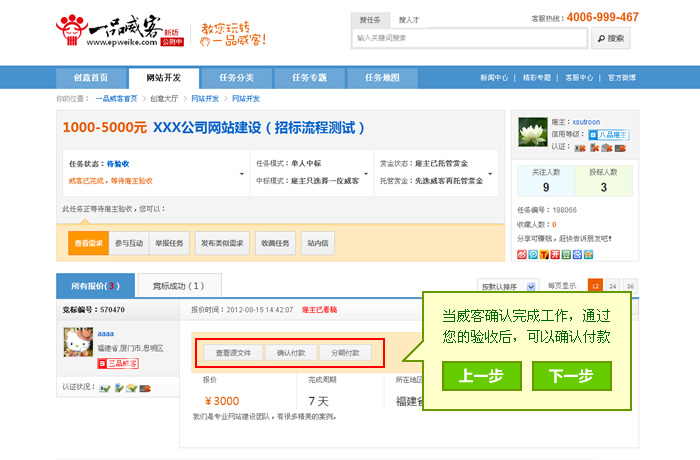 一品威客 新版 公测中
www.epweike.com
教您玩转
一品威客!
搜任务 搜人才
输入关键词搜索
搜索
客服热线：4006-999-467
创意首页 网站开发 任务分类 任务专题 任务地图
新闻中心 | 精彩专题 | 客服中心 | 官方微博
你的位置： 一品威客首页 > 创意大厅 > 网站开发 > 网站开发
1000-5000元 XXX公司网站建设（招标流程测试）
任务状态：待验收
威客已完成，等待雇主验收
任务模式：单人中标
中标模式：雇主只选择一位威客
赏金状态：雇主已托管赏金
托管赏金：先选威客再托管赏金
此任务正等待雇主验收，您可以：
查看需求 参与互动 举报任务 发布类似需求 收藏任务 站内信
雇主：xsutroon
信用等级：八品雇主
认证：
关注人数 投标人数
9 3
任务编号：188066
收藏人数：0
分享可赚钱，赶快告诉朋友吧!
所有报价(3) 竞标成功（1）
按默认排序 每页显示： 12 24 36
竞标编号：570470
报价时间：2012-08-15 14:42:07 雇主已看稿
aaaa
福建省,厦门市,思明区
三品威客
认证状况：
查看源文件 确认付款 分期付款
报价 完成周期 所在地区
￥3000 7 天 福建省
我们是专业网站建设团队，有很多精美的案例。
当威客确认完成工作，通过
您的验收后，可以确认付款
上一步 下一步